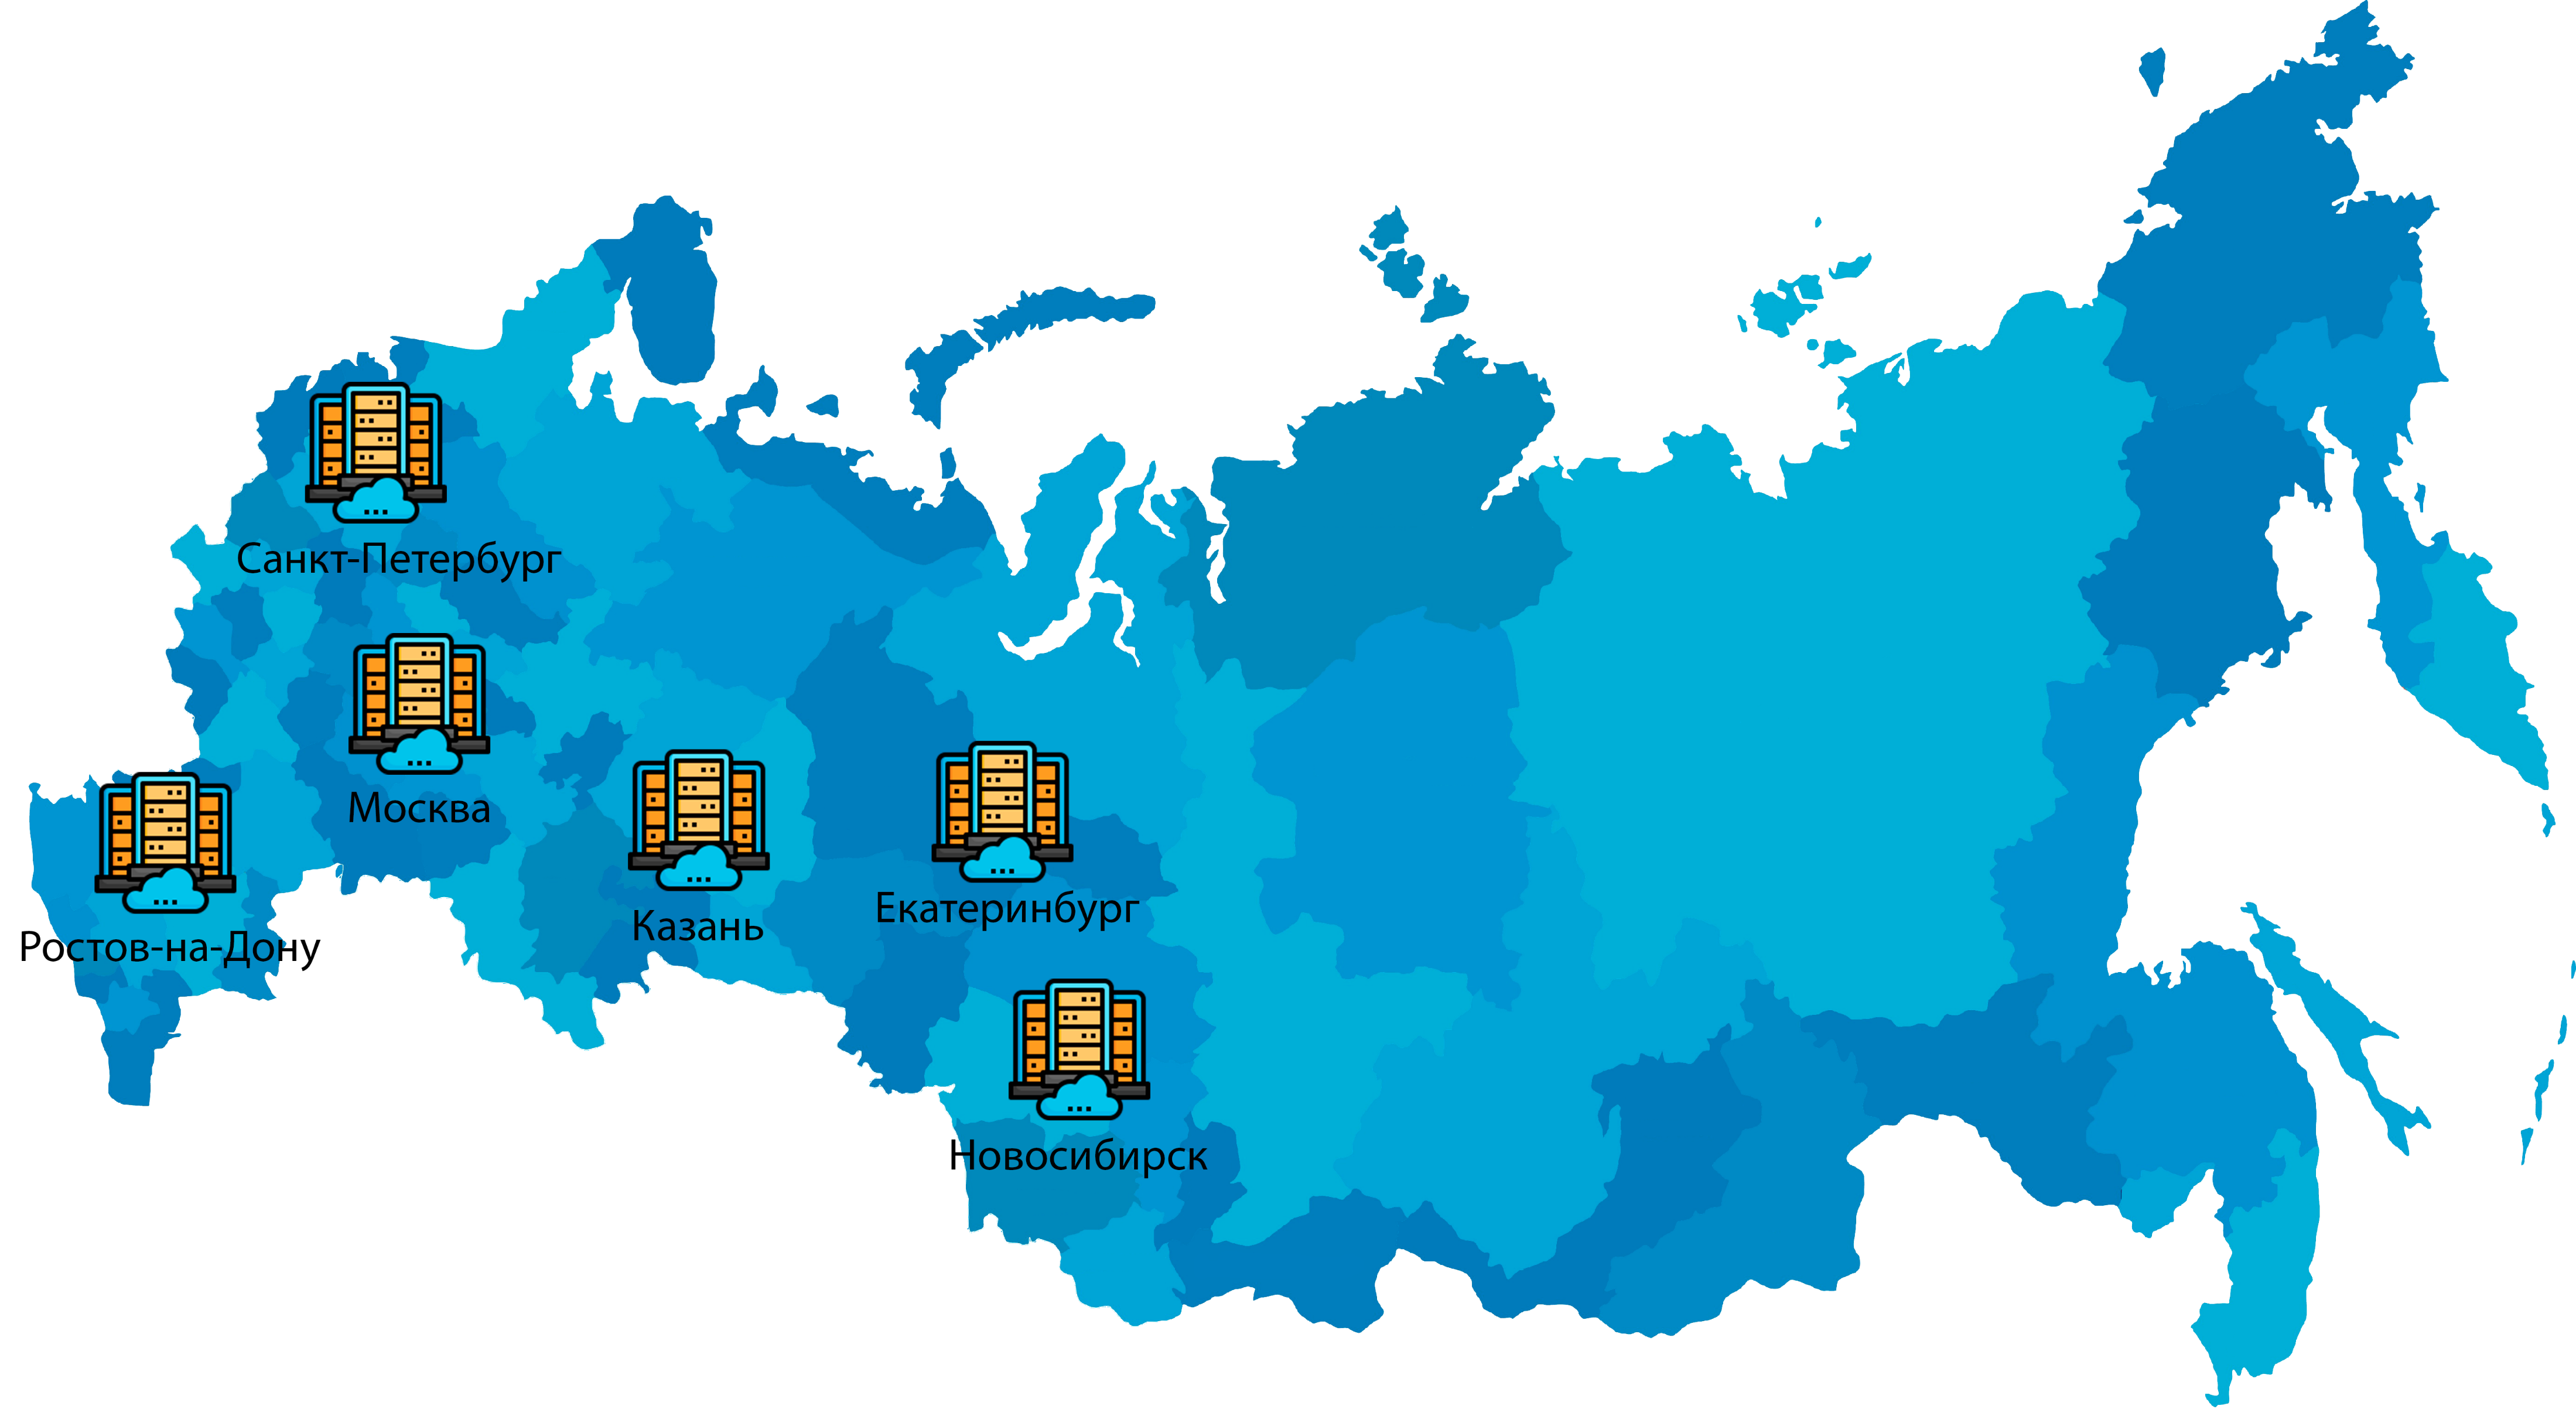 Санкт-Петербург
Москва
Ростов-на-Дону
Казань
Екатеринбург
Новосибирск